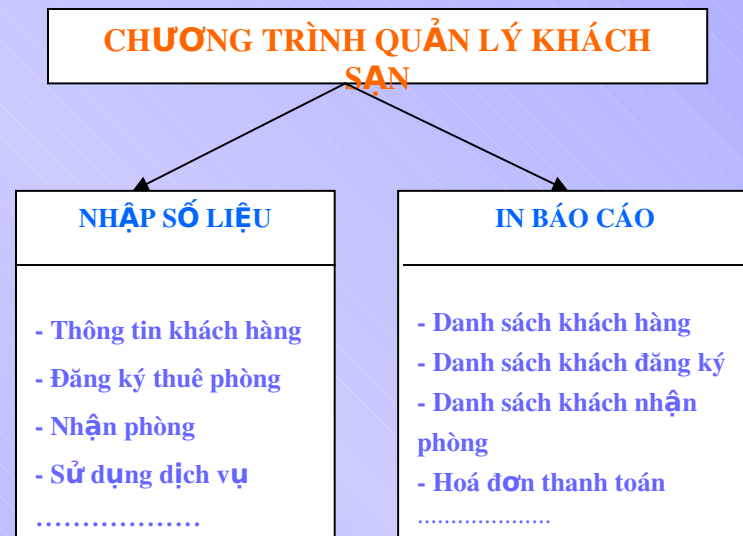 CHƯƠNG TRÌNH QUẢN LÝ KHÁCH
SẠN
NHẬP SỐ LIỆU
- Thông tin khách hàng
- Đăng ký thuê phòng
- Nhận phòng
- Sử dụng dịch vụ
………………
IN BÁO CÁO
- Danh sách khách hàng
- Danh sách khách đăng ký
- Danh sách khách nhận
phòng
- Hoá đơn thanh toán
....................